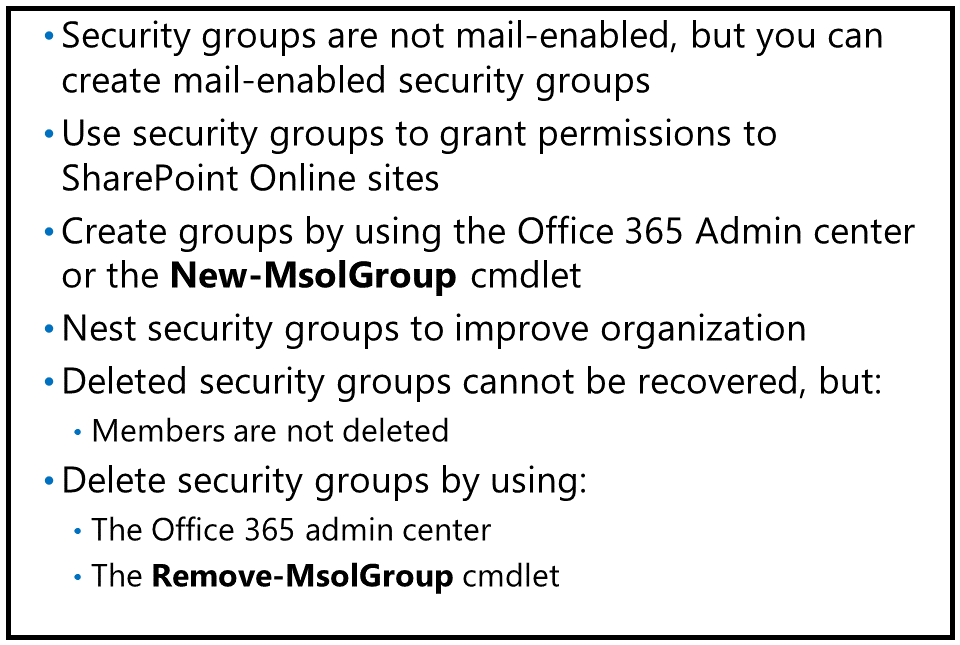 • Security groups are not mail-enabled, but you can
create mail-enabled security groups
• Use security groups to grant permissions to
SharePoint Online sites
• Create groups by using the Office 365 Admin center
or the New-MsolGroup cmdlet
• Nest security groups to improve organization
• Deleted security groups cannot be recovered, but:
• Members are not deleted
• Delete security groups by using:
• The Office 365 admin center
• The Remove-MsolGroup cmdlet